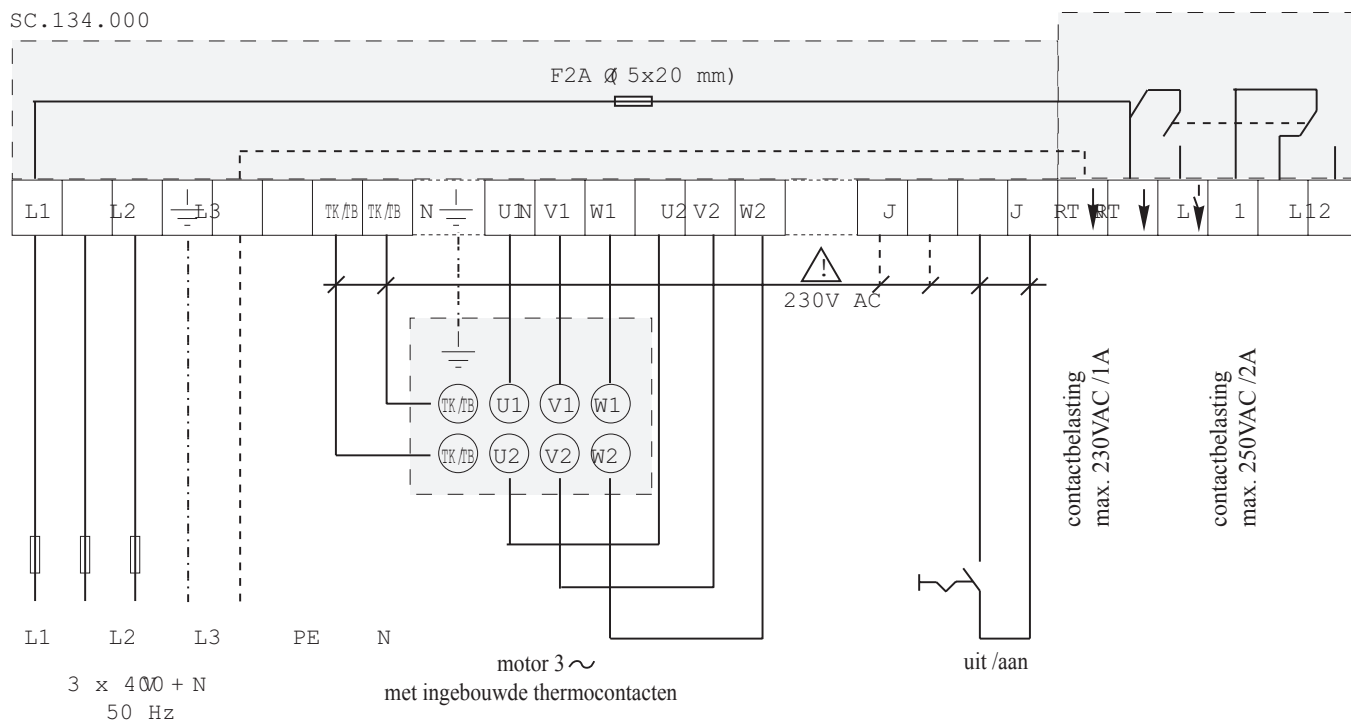 SC.134.000
F2A Ø 5x20 mm)
L1 L2 L3 TK/TB TK/TB N U1 N V1 W1 U2 V2 W2 J J RT RT L 1 L12
230V AC
TK/TB U1 V1 W1
TK/TB U2 V2 W2
contactbelasting
max. 230VAC /1A
contactbelasting
max. 250VAC /2A
L1 L2 L3 PE N
3 x 400V + N
50 Hz
motor 3~
met ingebouwde thermocontacten
uit /aan